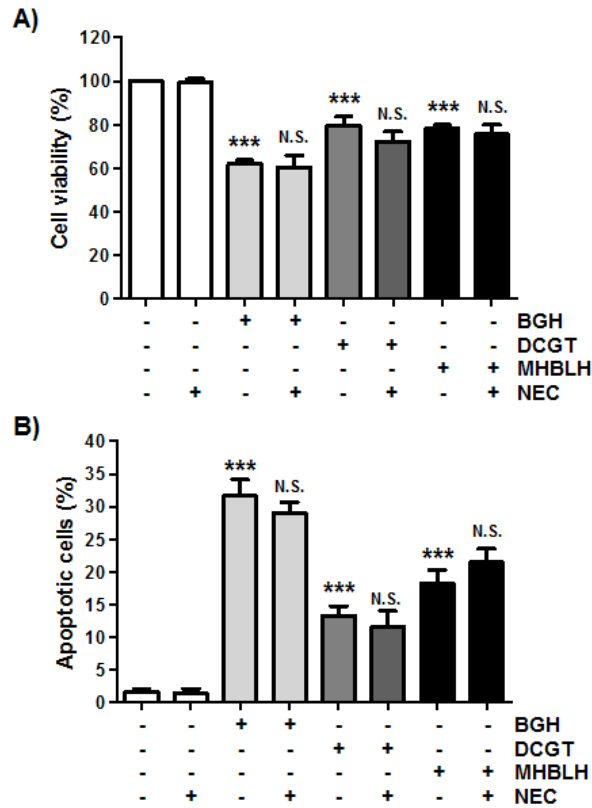 A)
120
100
80
60
40
20
0
Cell viability (%)
*** N.S. *** N.S. *** N.S.
- - + + - - - - BGH
- - - - + + - - DCGT
- - - - - - + + MHBLH
- + - + - + - + NEC
B)
40
35
30
25
20
15
10
5
0
Apoptotic cells (%)
*** N.S. *** N.S. *** N.S.
- - + + - - - - BGH
- - - - + + - - DCGT
- - - - - - + + MHBLH
- + - + - + - + NEC